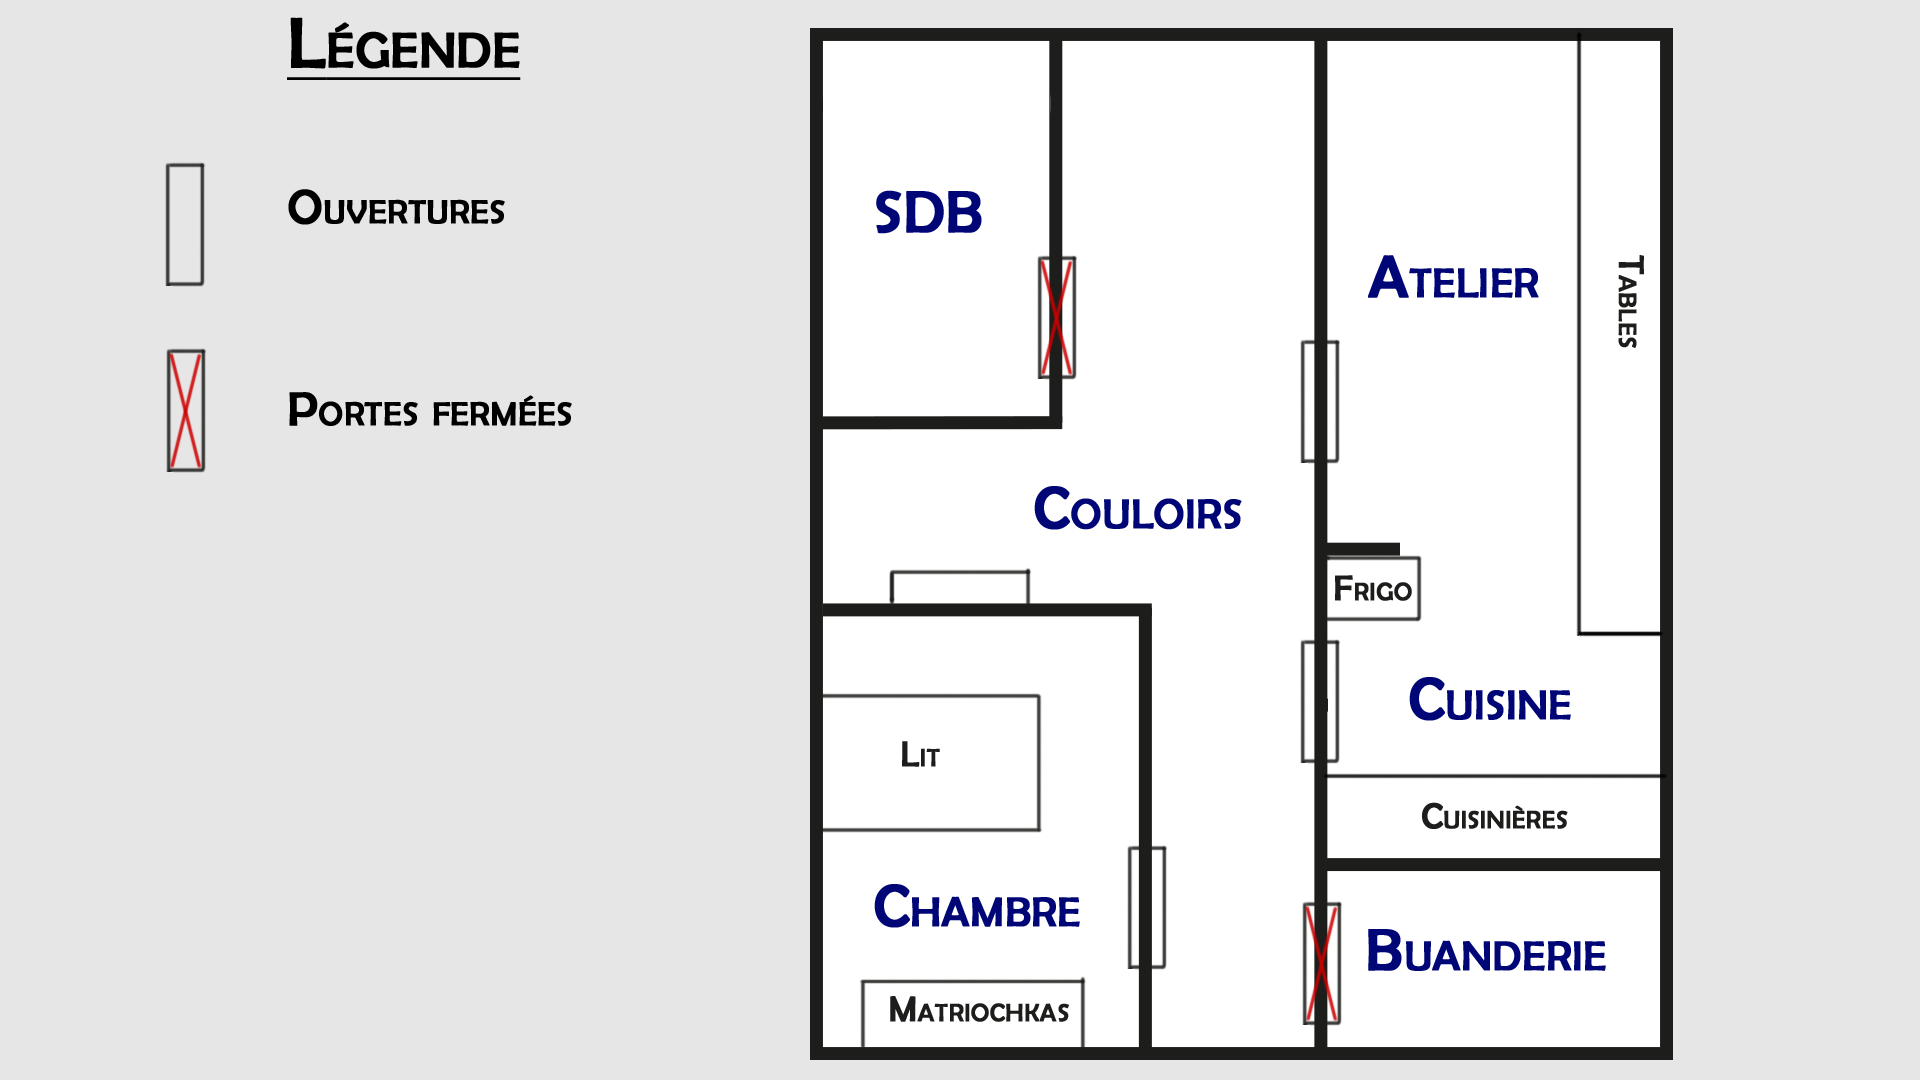 Légende
Ouvertures
Portes fermées
SDB
Atelier
Tables
Couloirs
Frigo
Cuisine
Lit
Cuisinières
Chambre
Buanderie
Matriochkas